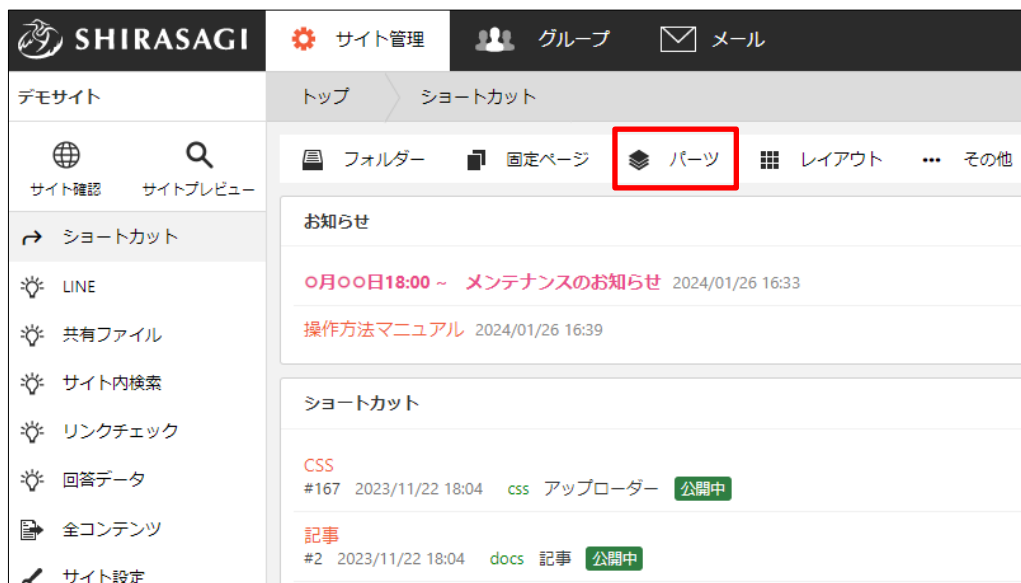 SHIRASAGI サイト管理 グループ メール
デモサイト
トップ ショートカット
サイト確認 サイトプレビュー
フォルダー 固定ページ パーツ レイアウト ••• その他
ショートカット
LINE
共有ファイル
サイト内検索
リンクチェック
回答データ
全コンテンツ
サイト設定
お知らせ
○月○○日18:00 ~ メンテナンスのお知らせ 2024/01/26 16:33
操作方法マニュアル 2024/01/26 16:39
ショートカット
CSS
#167 2023/11/22 18:04 css アップローダー 公開中
記事
#2 2023/11/22 18:04 docs 記事 公開中